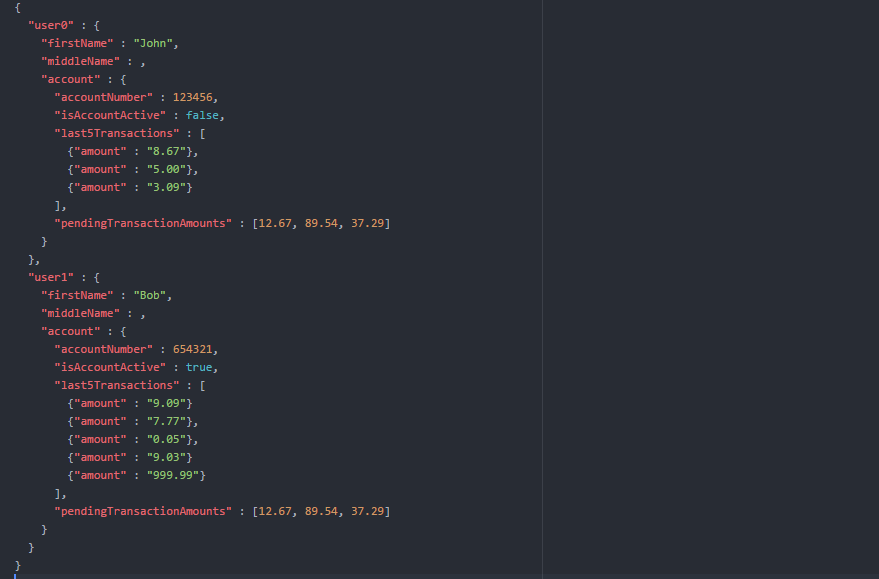 {
  "user0" : {
    "firstName" : "John",
    "middleName" : ,
    "account" : {
      "accountNumber" : 123456,
      "isAccountActive" : false,
      "last5Transactions" : [
        {"amount" : "8.67"},
        {"amount" : "5.00"},
        {"amount" : "3.09"}
      ],
      "pendingTransactionAmounts" : [12.67, 89.54, 37.29]
    }
  },
  "user1" : {
    "firstName" : "Bob",
    "middleName" : ,
    "account" : {
      "accountNumber" : 654321,
      "isAccountActive" : true,
      "last5Transactions" : [
        {"amount" : "9.09"}
        {"amount" : "7.77"},
        {"amount" : "0.05"},
        {"amount" : "9.03"}
        {"amount" : "999.99"}
      ],
      "pendingTransactionAmounts" : [12.67, 89.54, 37.29]
    }
  }
}